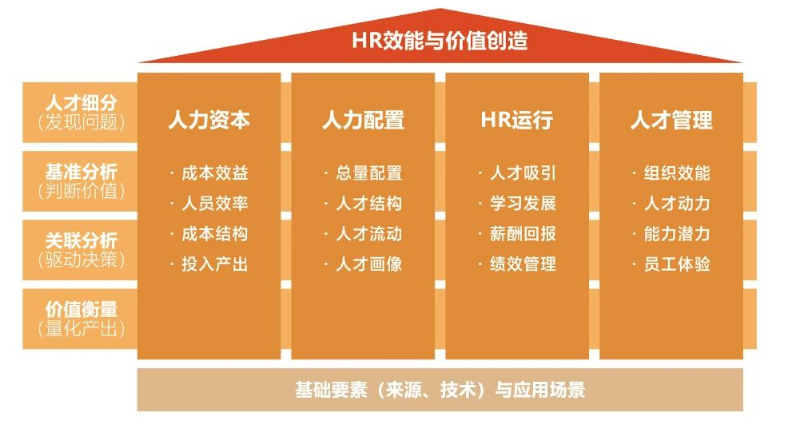 HR效能与价值创造
人才细分
(发现问题)
基准分析
(判断价值)
关联分析
(驱动决策)
价值衡量
(量化产出)
人力资本
· 成本效益
· 人员效率
· 成本结构
· 投入产出
人力配置
· 总量配置
· 人才结构
· 人才流动
· 人才画像
HR运行
· 人才吸引
· 学习发展
· 薪酬回报
· 绩效管理
人才管理
· 组织效能
· 人才动力
· 能力潜力
· 员工体验
基础要素（来源、技术）与应用场景